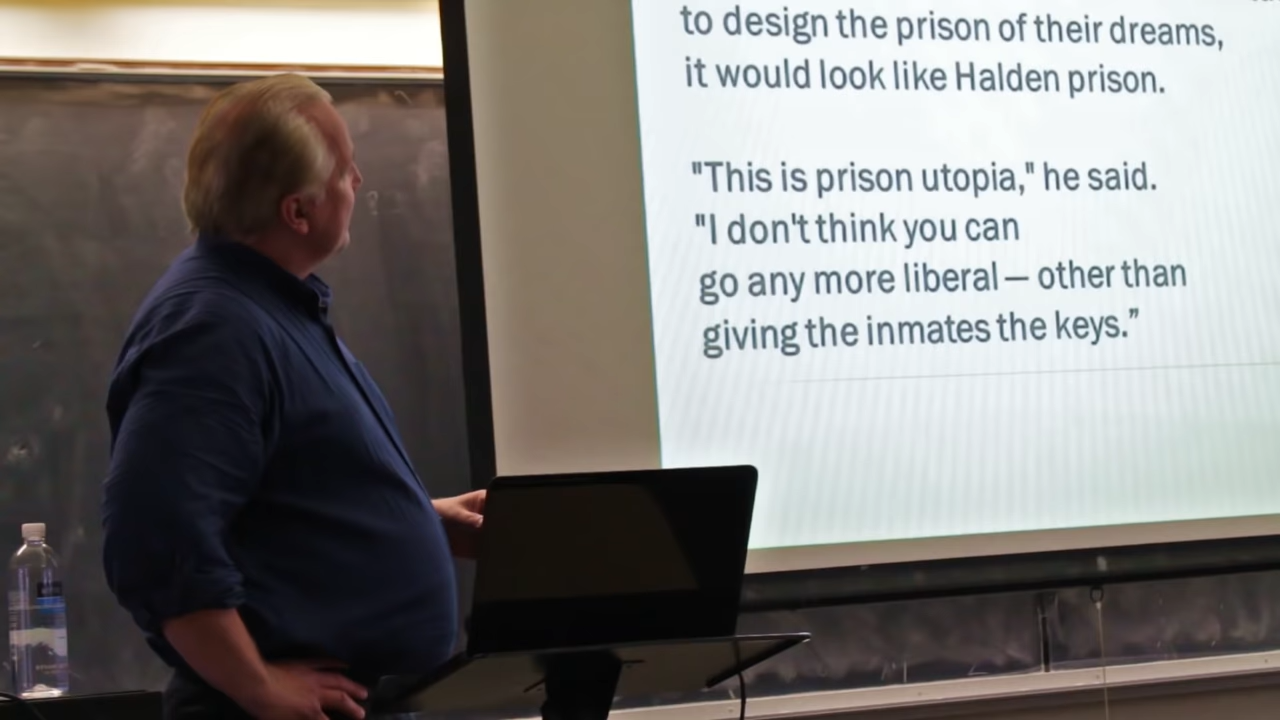 to design the prison of their dreams,
it would look like Halden prison.
"This is prison utopia," he said.
"I don't think you can
go any more liberal — other than
giving the inmates the keys.”